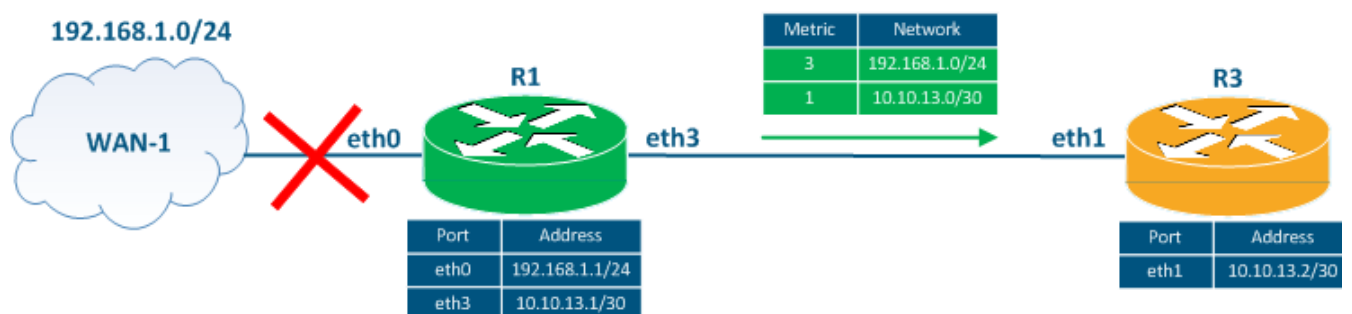 192.168.1.0/24
WAN-1
eth0
R1
eth3
Metric Network
3 192.168.1.0/24
1 10.10.13.0/30
eth1
R3
Port Address
eth0 192.168.1.1/24
eth3 10.10.13.1/30
Port Address
eth1 10.10.13.2/30